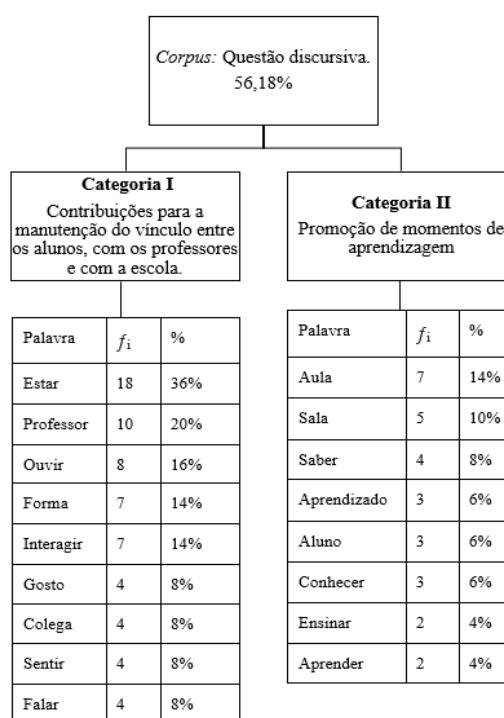 Corpus: Questão discursiva.
56,18%
Categoria I
Contribuições para a
manutenção do vínculo entre
os alunos, com os professores
e com a escola.
Palavra fi %
Estar 18 36%
Professor 10 20%
Ouvir 8 16%
Forma 7 14%
Interagir 7 14%
Gosto 4 8%
Colega 4 8%
Sentir 4 8%
Falar 4 8%
Categoria II
Promoção de momentos de
aprendizagem
Palavra fi %
Aula 7 14%
Sala 5 10%
Saber 4 8%
Aprendizado 3 6%
Aluno 3 6%
Conhecer 3 6%
Ensinar 2 4%
Aprender 2 4%